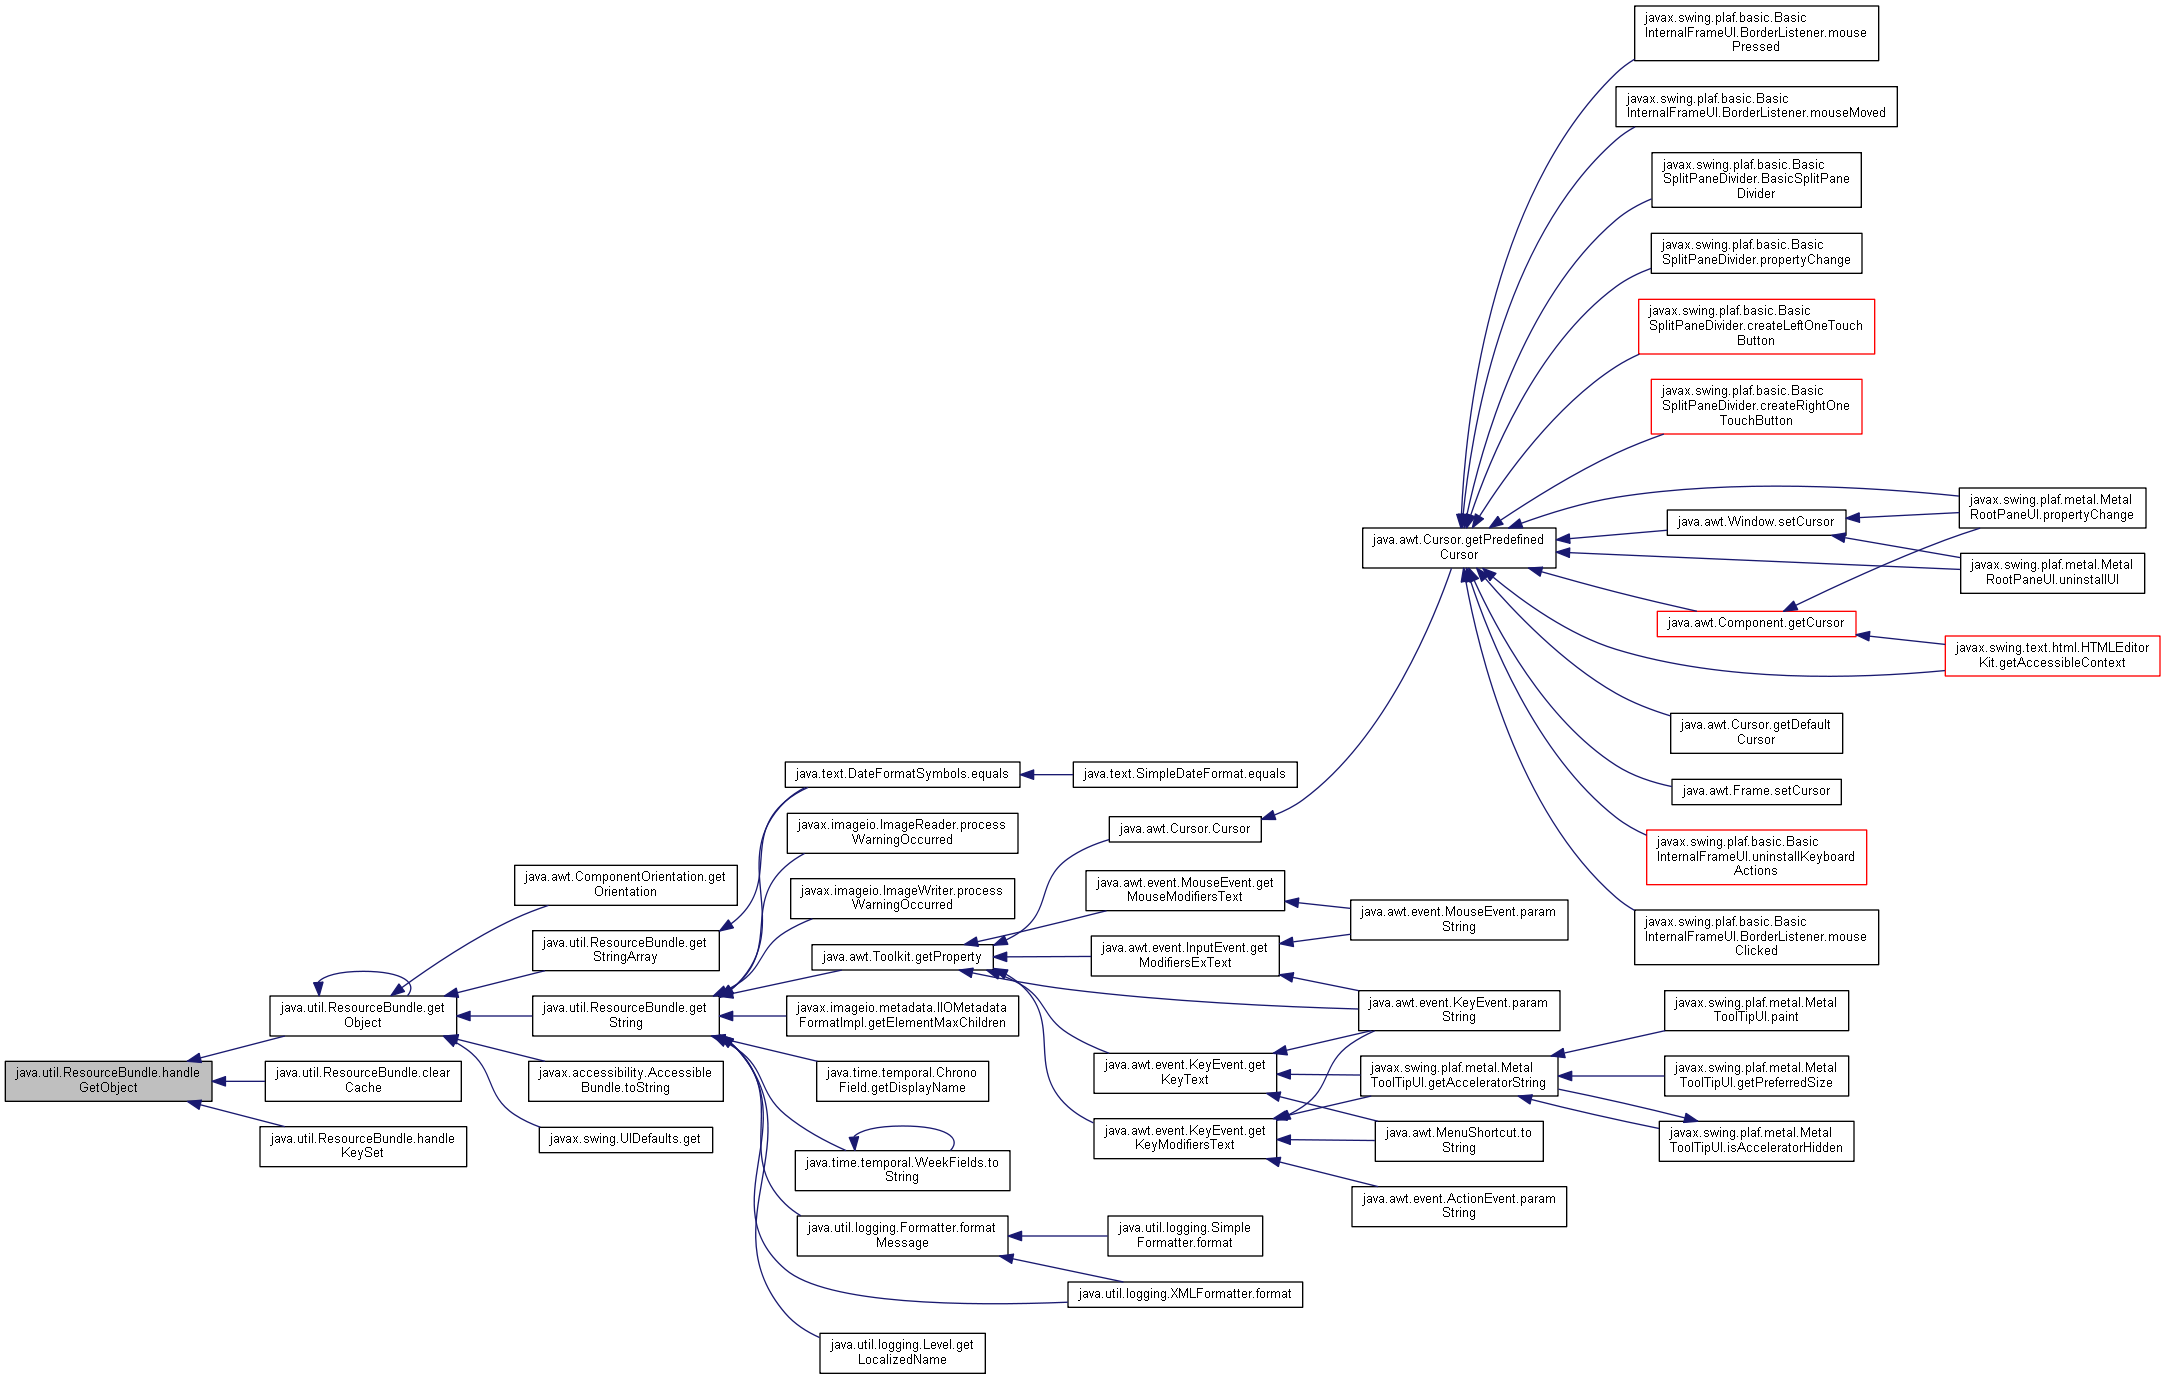 javax.swing.plaf.basic.Basic
InternalFrameUI.BorderListener.mouse
Pressed
javax.swing.plaf.basic.Basic
InternalFrameUI.BorderListener.mouseMoved
javax.swing.plaf.basic.Basic
SplitPaneDivider.BasicSplitPane
Divider
javax.swing.plaf.basic.Basic
SplitPaneDivider.propertyChange
javax.swing.plaf.basic.Basic
SplitPaneDivider.createLeftOneTouch
Button
javax.swing.plaf.basic.Basic
SplitPaneDivider.createRightOne
TouchButton
javax.swing.plaf.metal.Metal
RootPaneUI.propertyChange
java.awt.Window.setCursor
java.awt.Cursor.getPredefined
Cursor
javax.swing.plaf.metal.Metal
RootPaneUI.uninstallUI
java.awt.Component.getCursor
javax.swing.text.html.HTMLEditor
Kit.getAccessibleContext
java.awt.Cursor.getDefault
Cursor
java.awt.Frame.setCursor
javax.swing.plaf.basic.Basic
InternalFrameUI.uninstallKeyboard
Actions
javax.swing.plaf.basic.Basic
InternalFrameUI.BorderListener.mouse
Clicked
java.text.DateFormatSymbols.equals
java.text.SimpleDateFormat.equals
javax.imageio.ImageReader.process
WarningOccurred
java.awt.Cursor.Cursor
java.awt.ComponentOrientation.get
Orientation
javax.imageio.ImageWriter.process
WarningOccurred
java.awt.event.MouseEvent.get
MouseModifiersText
java.awt.event.MouseEvent.param
String
java.util.ResourceBundle.get
StringArray
java.awt.Toolkit.getProperty
java.awt.event.InputEvent.get
ModifiersExText
java.util.ResourceBundle.get
Object
java.util.ResourceBundle.get
String
javax.imageio.metadata.IIOMetadata
FormatImpl.getElementMaxChildren
java.awt.event.KeyEvent.param
String
javax.swing.plaf.metal.Metal
ToolTipUI.paint
java.util.ResourceBundle.handle
GetObject
java.util.ResourceBundle.clear
Cache
javax.accessibility.Accessible
Bundle.toString
java.time.temporal.Chrono
Field.getDisplayName
java.awt.event.KeyEvent.get
KeyText
javax.swing.plaf.metal.Metal
ToolTipUI.getAcceleratorString
javax.swing.plaf.metal.Metal
ToolTipUI.getPreferredSize
java.util.ResourceBundle.handle
KeySet
javax.swing.UIDefaults.get
java.awt.event.KeyEvent.get
KeyModifiersText
java.awt.MenuShortcut.to
String
javax.swing.plaf.metal.Metal
ToolTipUI.isAcceleratorHidden
java.time.temporal.WeekFields.to
String
java.awt.event.ActionEvent.param
String
java.util.logging.Formatter.format
Message
java.util.logging.Simple
Formatter.format
java.util.logging.XMLFormatter.format
java.util.logging.Level.get
LocalizedName